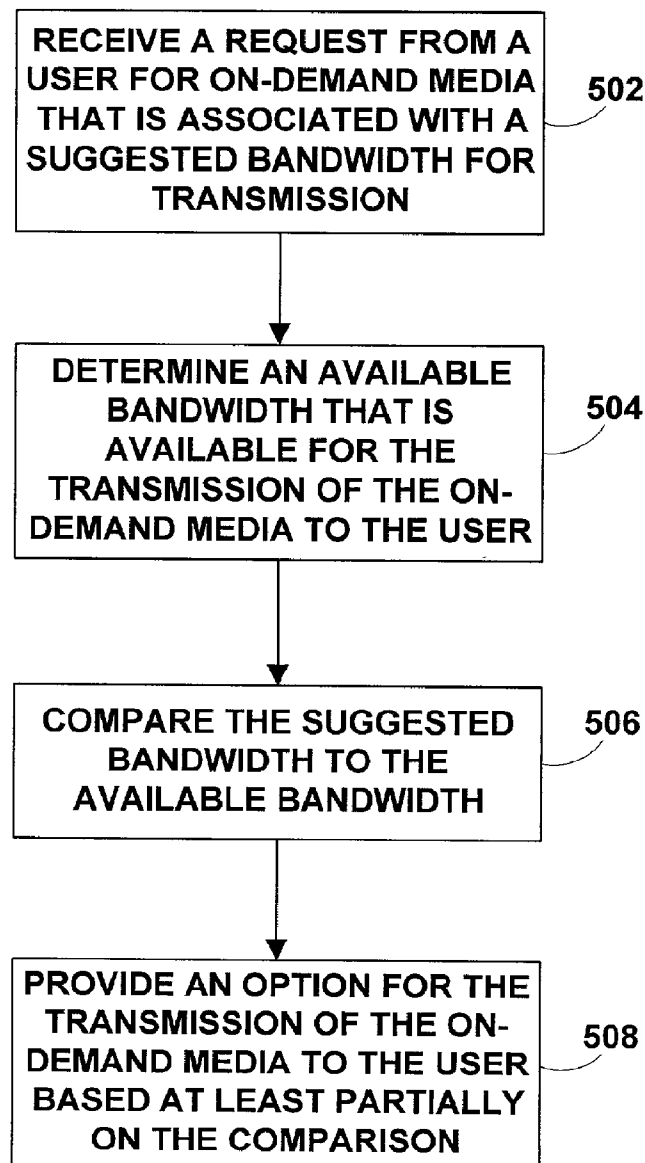 RECEIVE A REQUEST FROM A
USER FOR ON-DEMAND MEDIA
THAT IS ASSOCIATED WITH A
SUGGESTED BANDWIDTH FOR
TRANSMISSION
502
DETERMINE AN AVAILABLE
BANDWIDTH THAT IS
AVAILABLE FOR THE
TRANSMISSION OF THE ON-
DEMAND MEDIA TO THE USER
504
COMPARE THE SUGGESTED
BANDWIDTH TO THE
AVAILABLE BANDWIDTH
506
PROVIDE AN OPTION FOR THE
TRANSMISSION OF THE ON-
DEMAND MEDIA TO THE USER
BASED AT LEAST PARTIALLY
ON THE COMPARISON
508